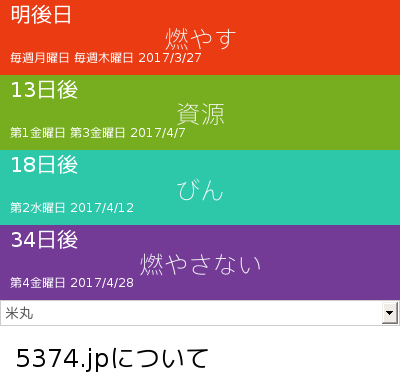 明後日
燃やす
毎週月曜日 毎週木曜日 2017/3/27
13日後
資源
第1金曜日 第3金曜日 2017/4/7
18日後
びん
第2水曜日 2017/4/12
34日後
燃やさない
第4金曜日 2017/4/28
米丸
5374.jpについて